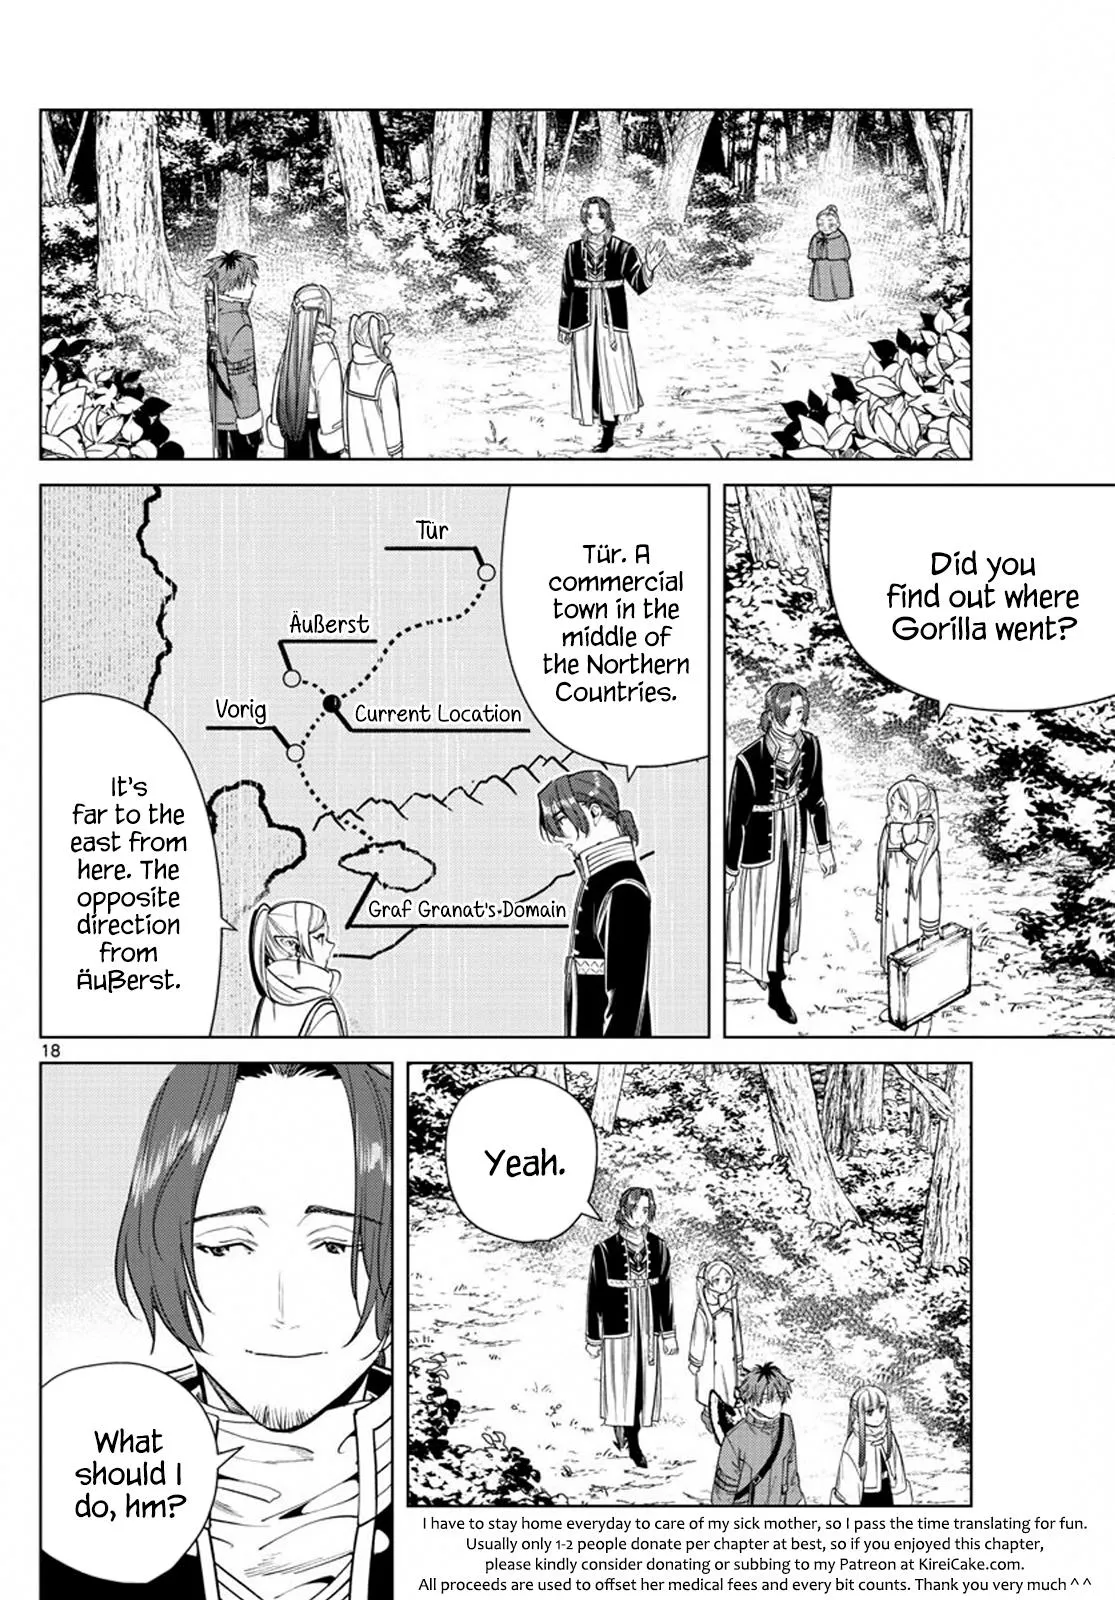 Did you
find out where
Gorilla went?
Tür. A
commercial
town in the
middle of
the Northern
Countries.
Tür
Äußerst
Vorig
Current Location
Graf Granat's Domain
It's
far to the
east from
here. The
opposite
direction
from
Äußerst.
18
Yeah.
What
should I
do, hm?
I have to stay home everyday to care of my sick mother, so I pass the time translating for fun.
Usually only 1-2 people donate per chapter at best, so if you enjoyed this chapter,
please kindly consider donating or subbing to my Patreon at KireiCake.com.
All proceeds are used to offset her medical fees and every bit counts. Thank you very much ^ ^